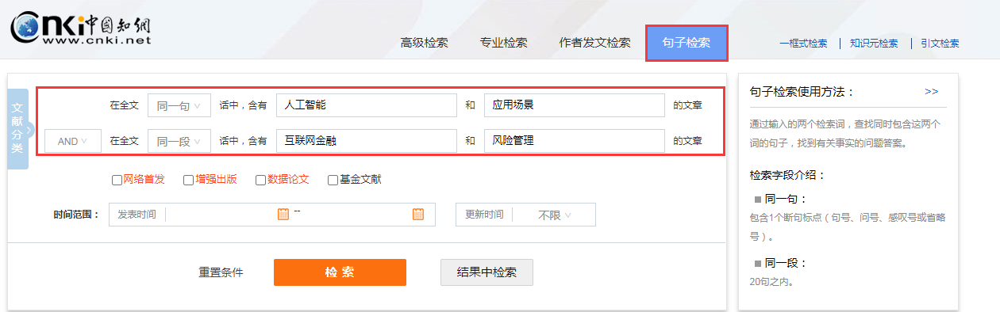 cnki中国知網
www.cnki.net
高级检索 专业检索 作者发文检索 句子检索 一框式检索 知识元检索 引文检索
文献分类
在全文 同一句 话中，含有 人工智能 和 应用场景 的文章
AND 在全文 同一段 话中，含有 互联网金融 和 风险管理 的文章
网络首发 增强出版 数据论文 基金文献
时间范围： 发表时间 -- 更新时间 不限
重置条件 检索 结果中检索
句子检索使用方法： >>
通过输入的两个检索词，查找同时包含这两个
词的句子，找到有关事实的问题答案。
检索字段介绍：
同一句：
包含1个断句标点（句号、问号、感叹号或省略
号）。
同一段：
20句之内。